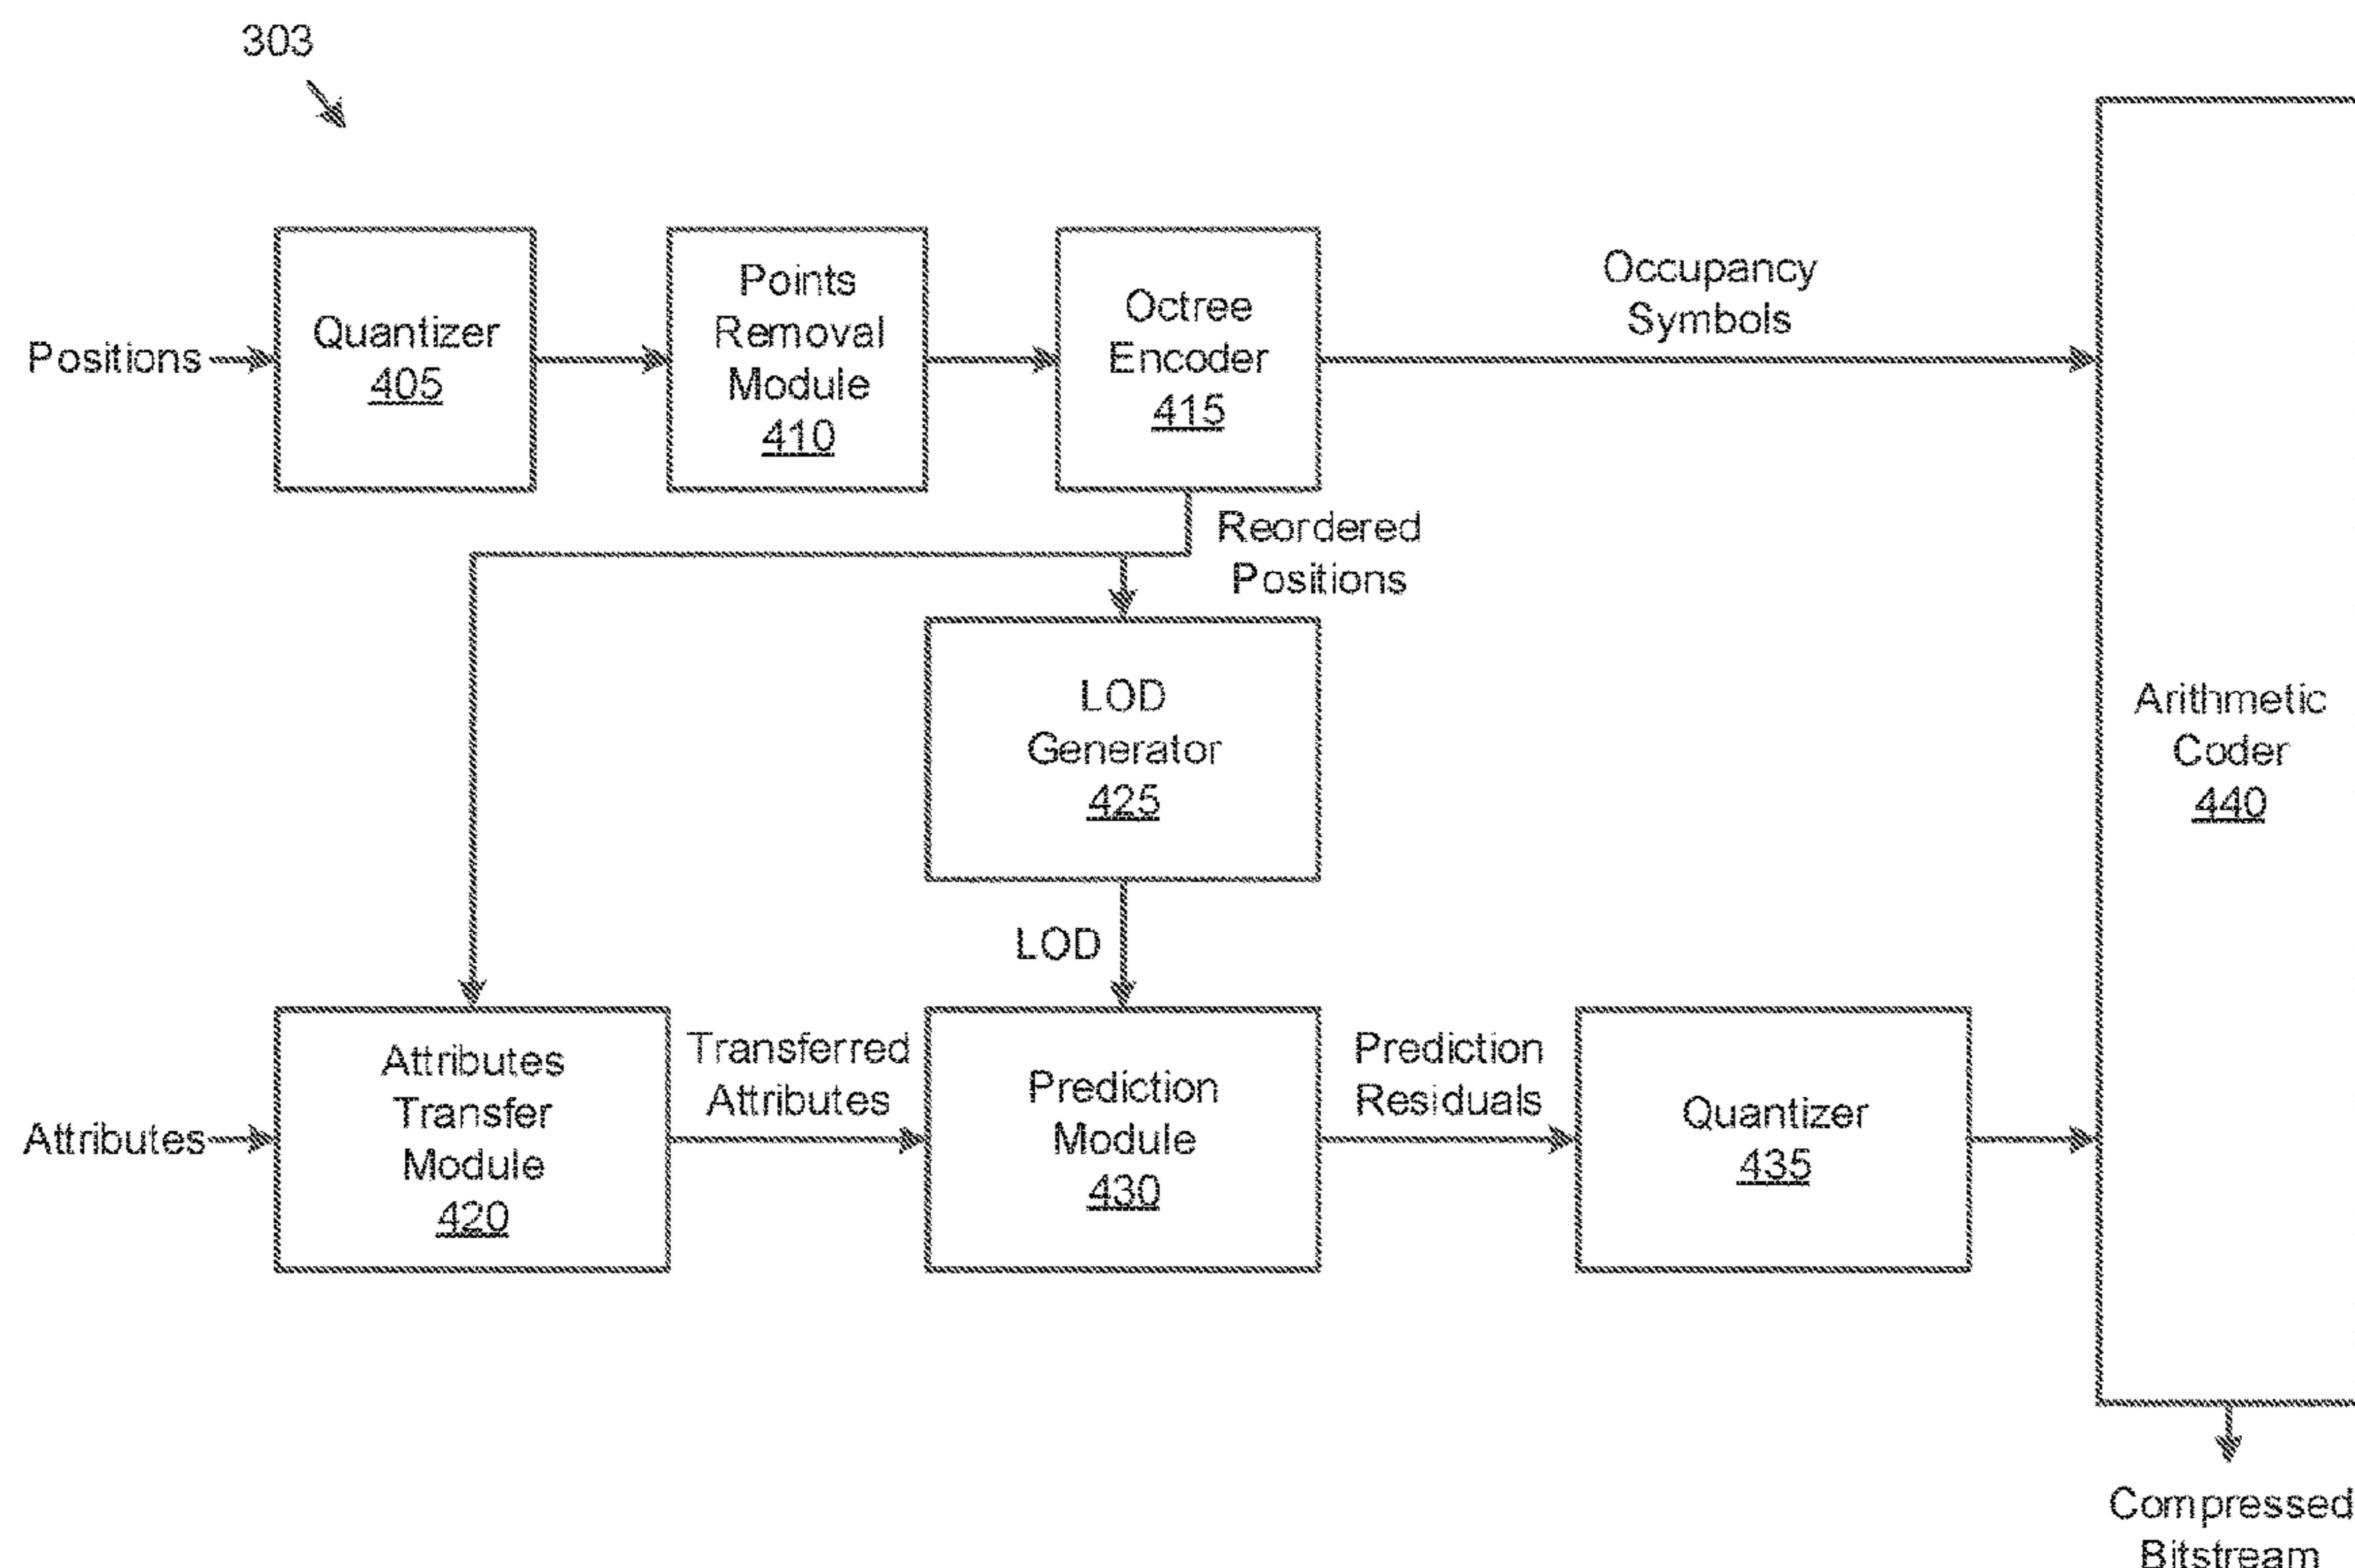 303
Positions
Quantizer
405
Points
Removal
Module
410
Octree
Encoder
415
Occupancy
Symbols
Reordered
Positions
LOD
Generator
425
Arithmetic
Coder
440
LOD
Attributes
Attributes
Transfer
Module
420
Transferred
Attributes
Prediction
Module
430
Prediction
Residuals
Quantizer
435
Compressed
Bitstream